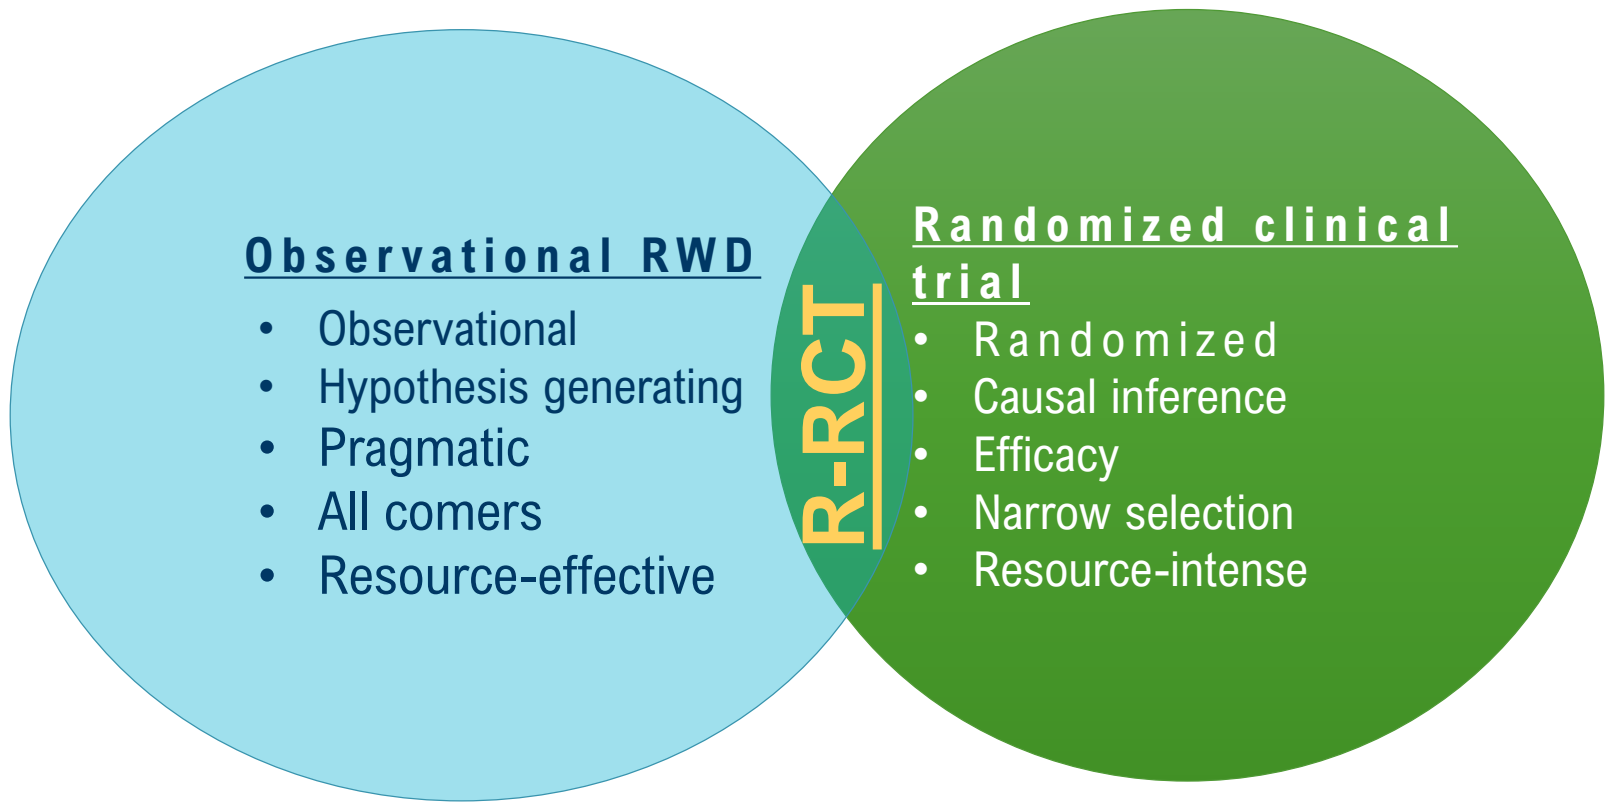 Observational RWD
• Observational
• Hypothesis generating
• Pragmatic
• All comers
• Resource-effective
R-RCT
Randomized clinical
trial
• Randomized
• Causal inference
• Efficacy
• Narrow selection
• Resource-intense